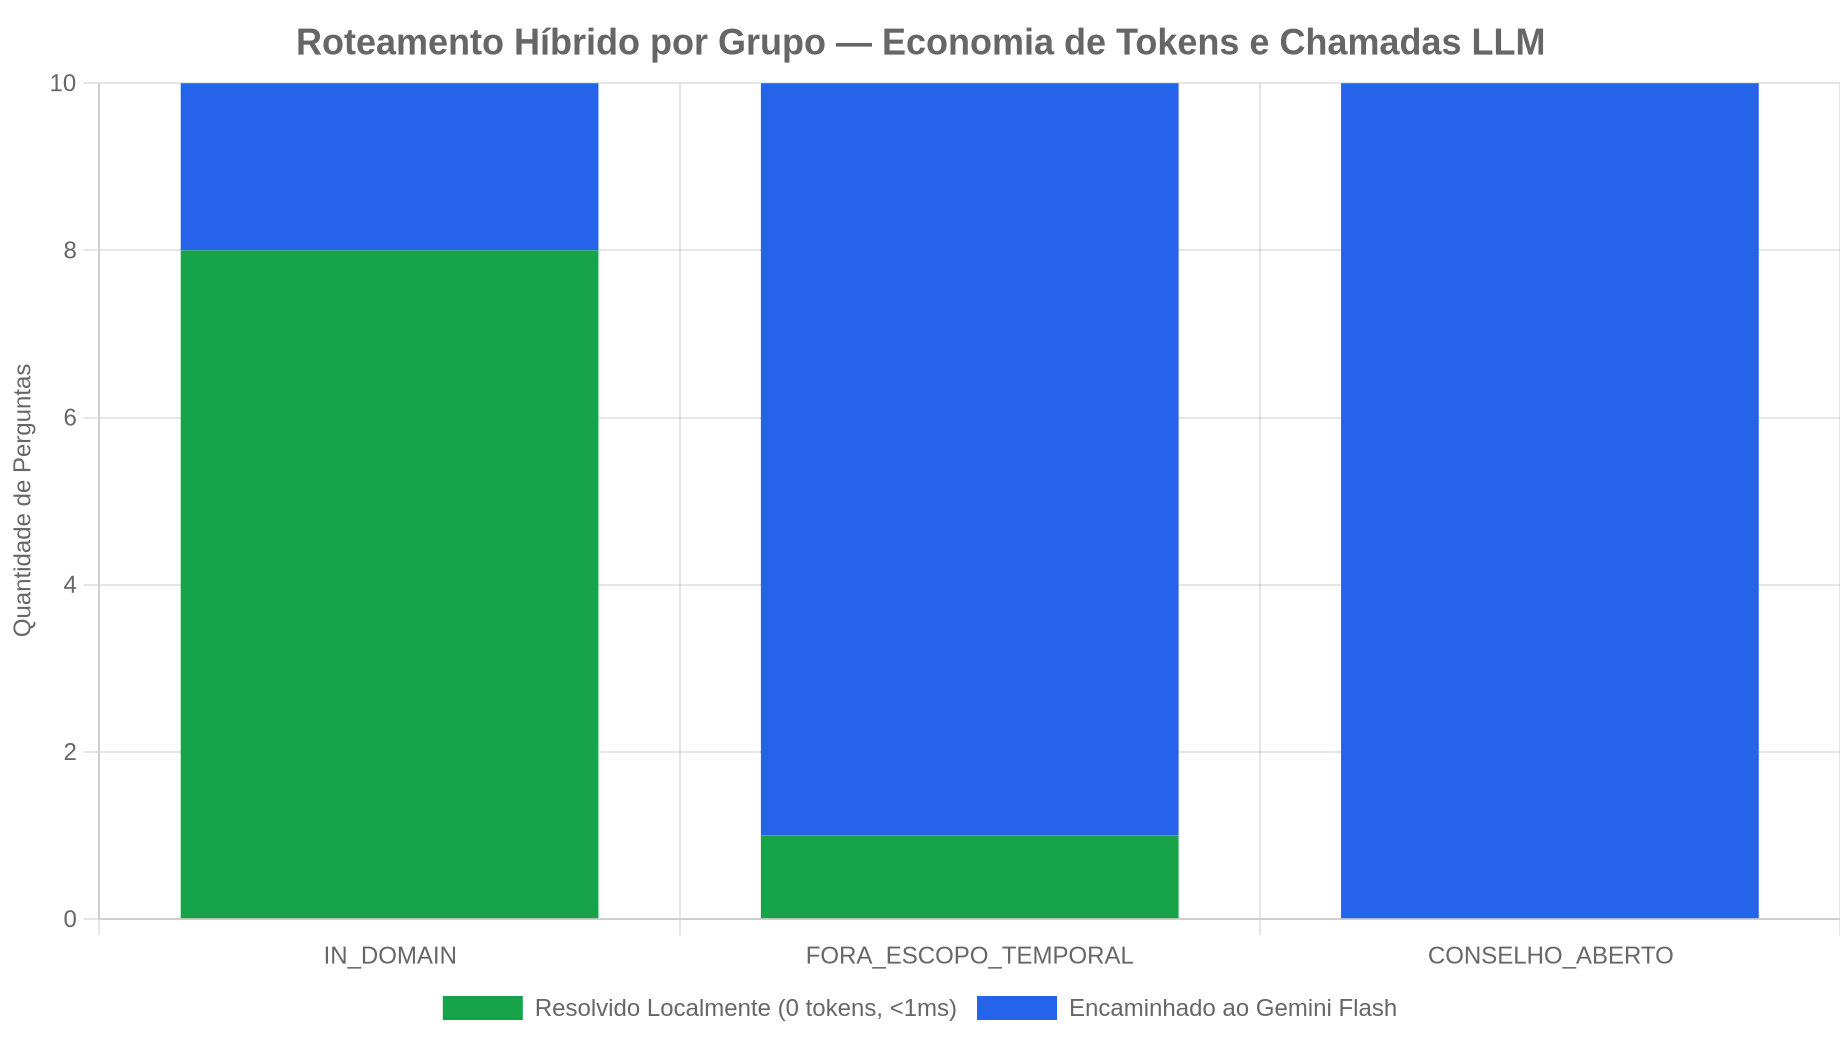 Roteamento Híbrido por Grupo — Economia de Tokens e Chamadas LLM
Quantidade de Perguntas
10
8
6
4
2
0
IN_DOMAIN
FORA_ESCOPO_TEMPORAL
CONSELHO_ABERTO
Resolvido Localmente (0 tokens, <1ms)
Encaminhado ao Gemini Flash